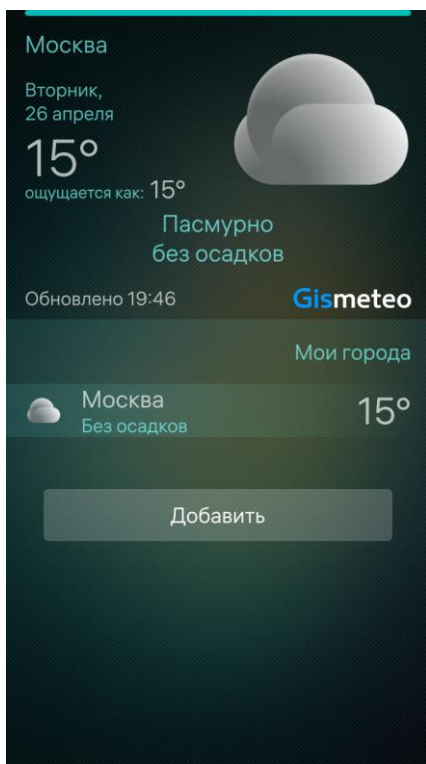 Москва
Вторник,
26 апреля
15°
ощущается как: 15°
Пасмурно
без осадков
Обновлено 19:46 Gismeteo
Мои города
Москва 15°
Без осадков
Добавить